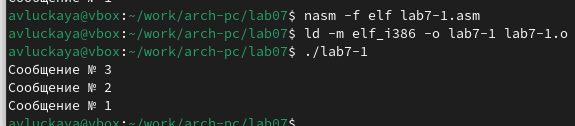 avluckaya@vbox:~/work/arch-pc/lab07$ nasm -f elf lab7-1.asm
avluckaya@vbox:~/work/arch-pc/lab07$ ld -m elf_i386 -o lab7-1 lab7-1.o
avluckaya@vbox:~/work/arch-pc/lab07$ ./lab7-1
Сообщение № 3
Сообщение № 2
Сообщение № 1
avluckaya@vbox:~/work/arch-pc/lab07$